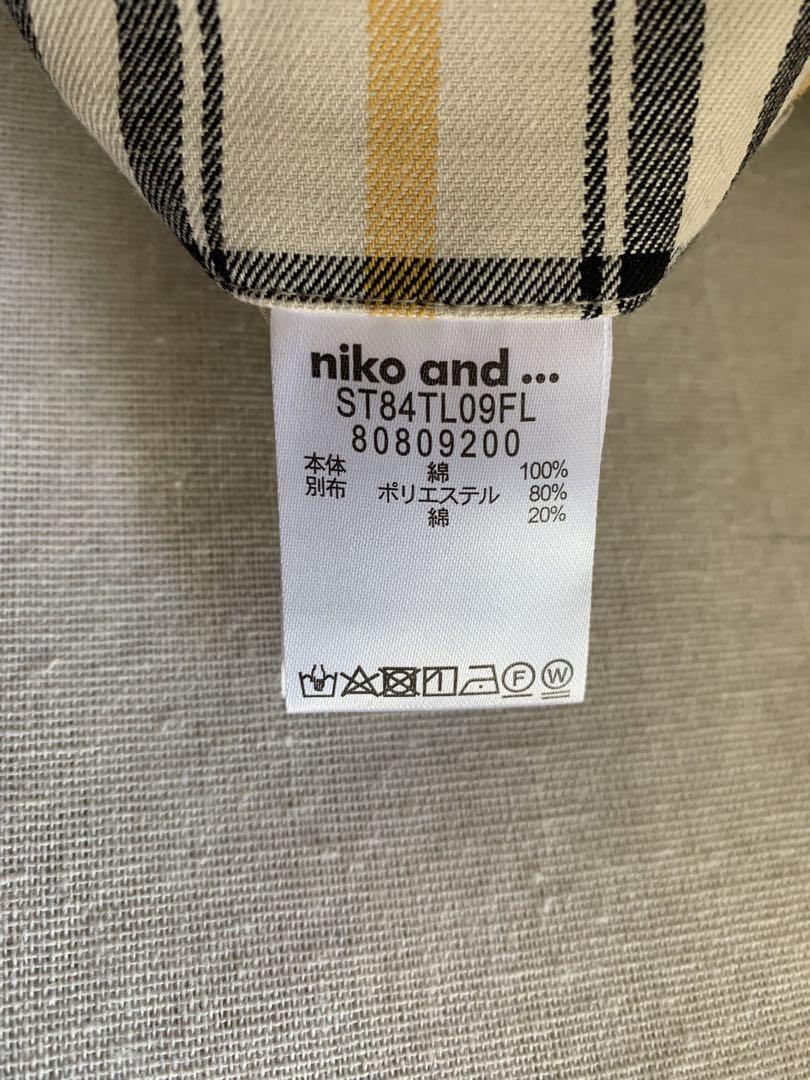 niko and ...
ST84TL09FL
80809200
本体 綿 100%
別布 ポリエステル 80%
綿 20%
F W